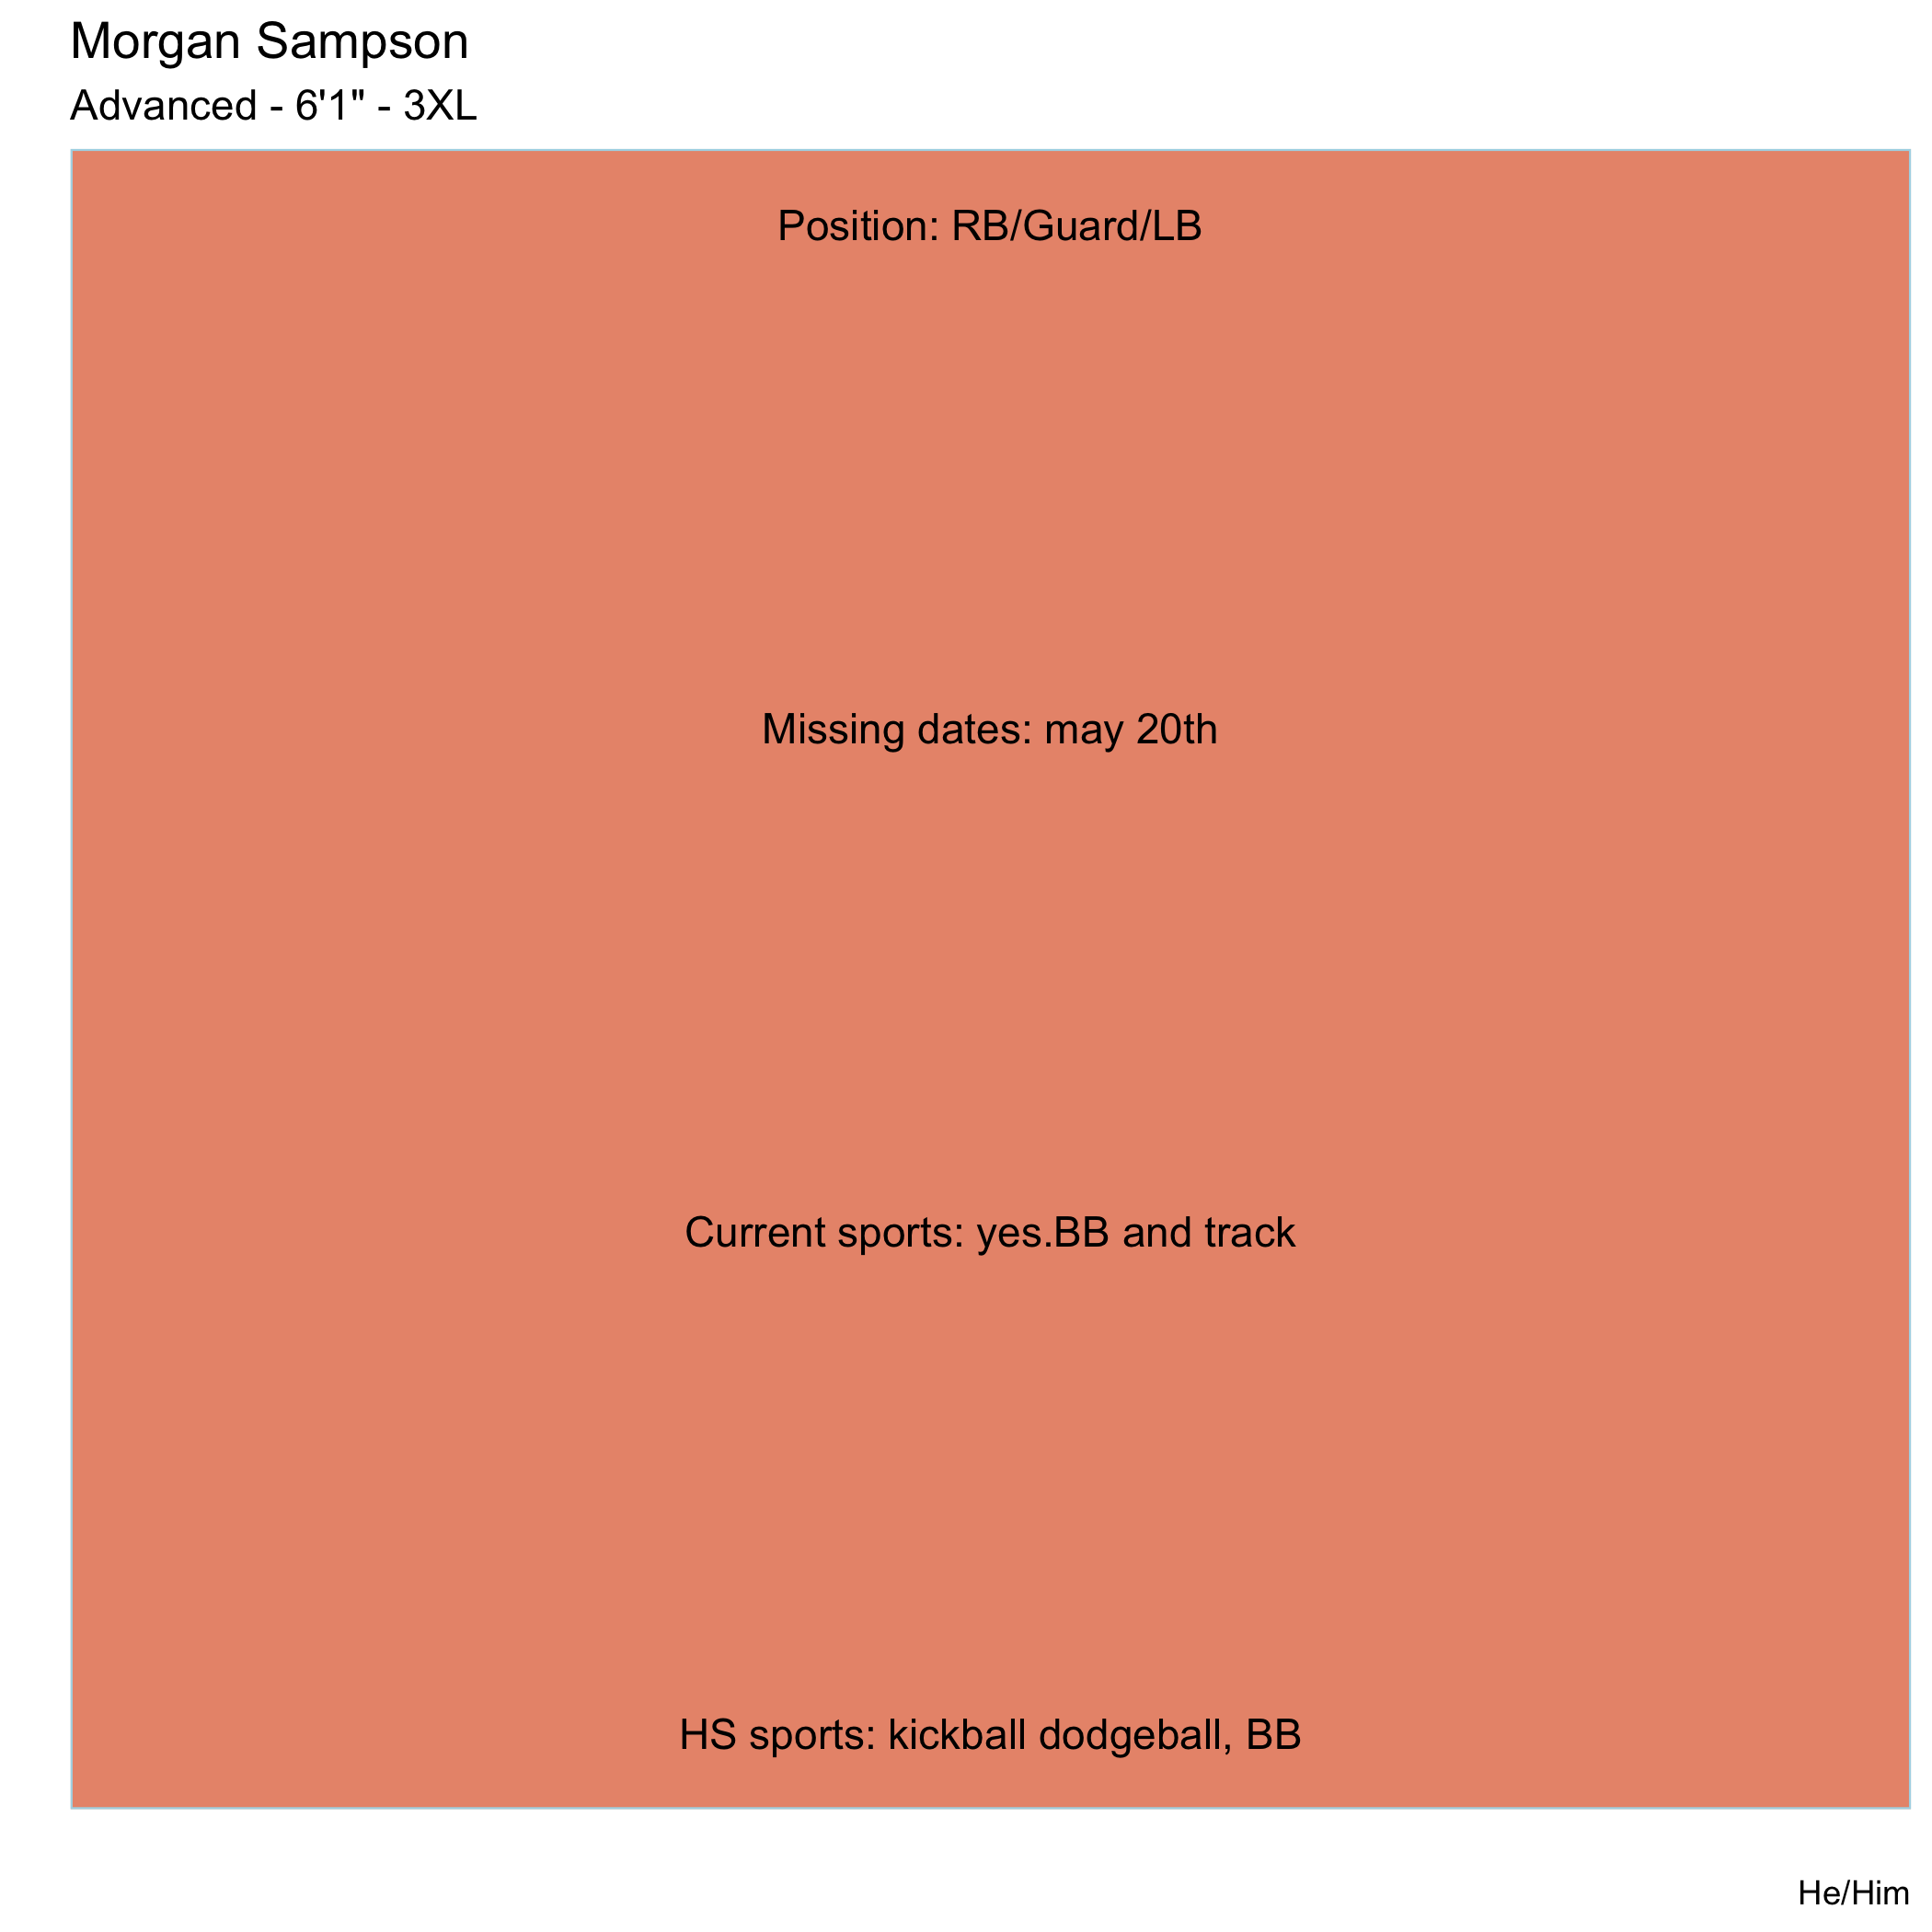 Morgan Sampson
Advanced - 6'1" - 3XL
Position: RB/Guard/LB
Missing dates: may 20th
Current sports: yes.BB and track
HS sports: kickball dodgeball, BB
He/Him